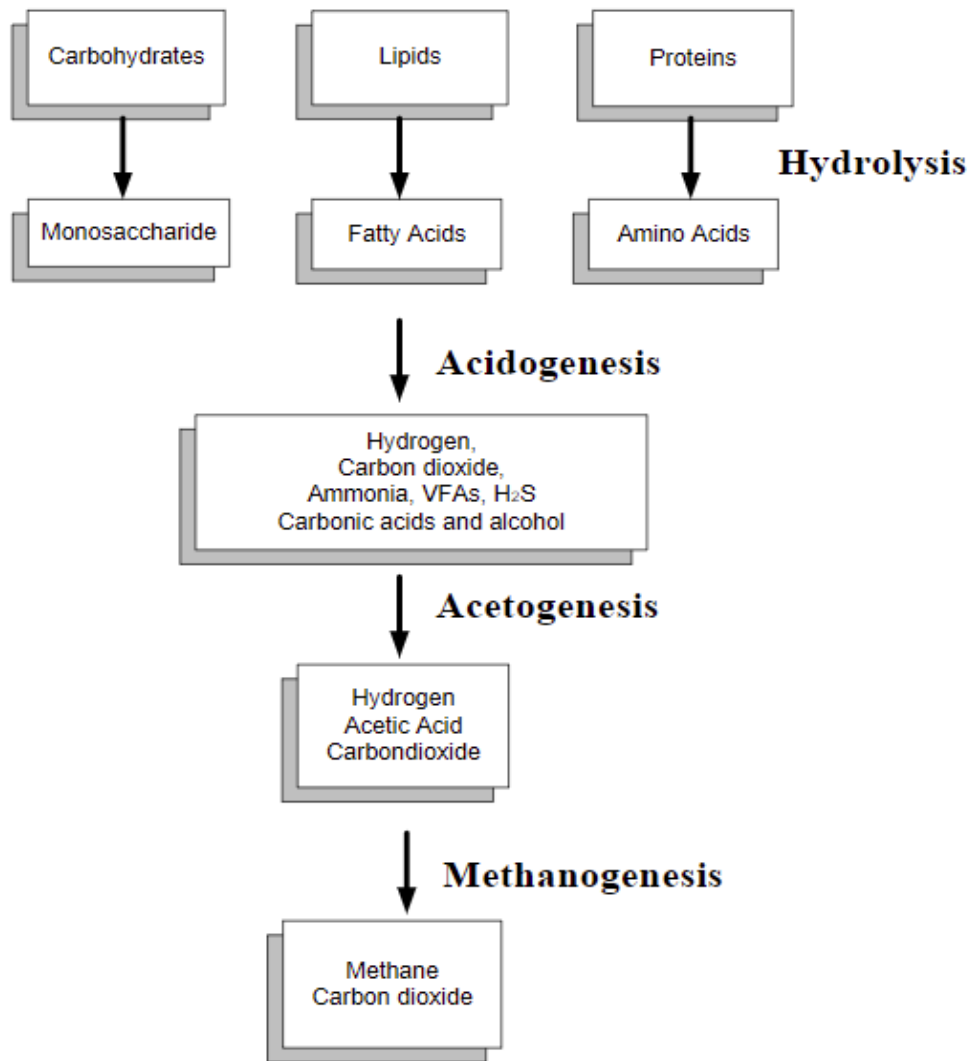 Carbohydrates
Lipids
Proteins
Hydrolysis
Monosaccharide
Fatty Acids
Amino Acids
Acidogenesis
Hydrogen,
Carbon dioxide,
Ammonia, VFAs, H₂S
Carbonic acids and alcohol
Acetogenesis
Hydrogen
Acetic Acid
Carbondioxide
Methanogenesis
Methane
Carbon dioxide